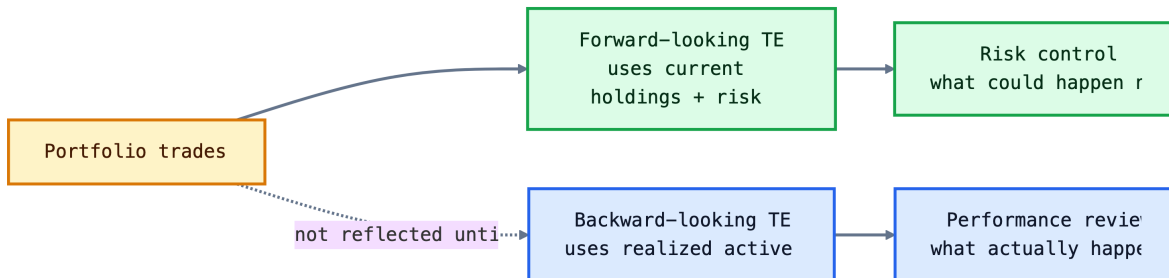 Forward-looking TE
uses current
holdings + risk
Risk control
what could happen
Portfolio trades
not reflected
Backward-looking TE
uses realized active
Performance
what actually